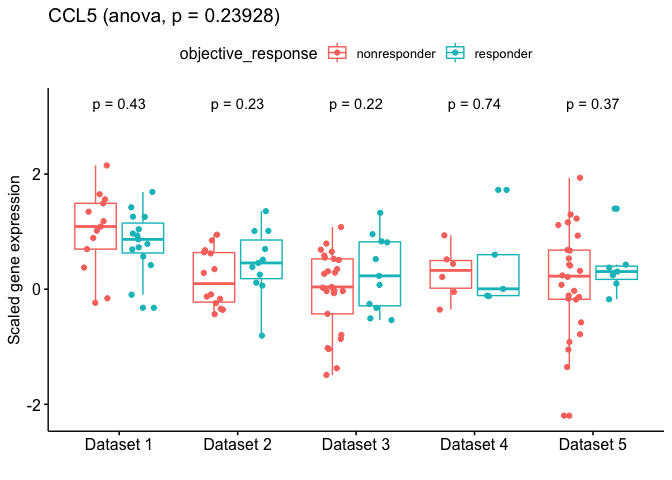 CCL5 (anova, p = 0.23928)
objective_response nonresponder responder
p = 0.43 p = 0.23 p = 0.22 p = 0.74 p = 0.37
Scaled gene expression
2
0
-2
Dataset 1 Dataset 2 Dataset 3 Dataset 4 Dataset 5